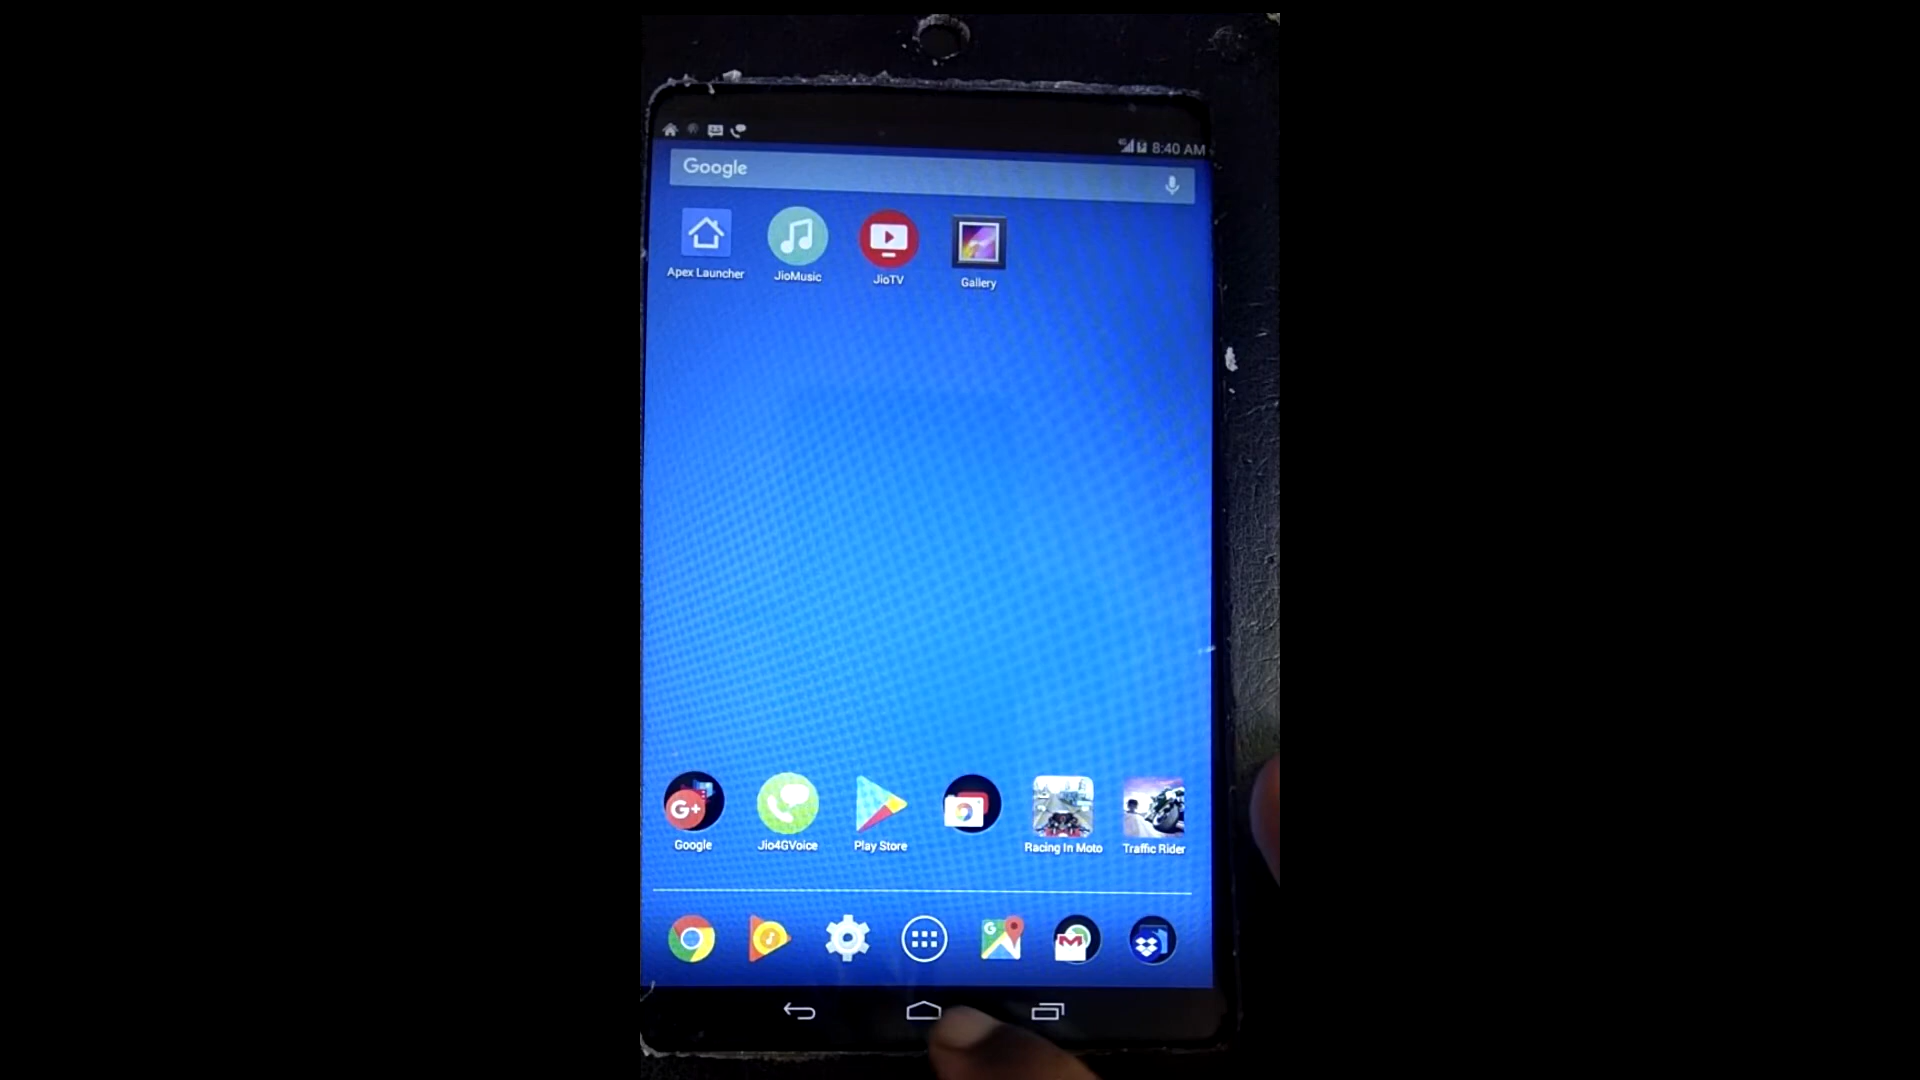 8:40 AM
Google
Apex Launcher
JioMusic
JioTV
Gallery
Google
Jio4GVoice
Play Store
Racing In Moto
Traffic Rider